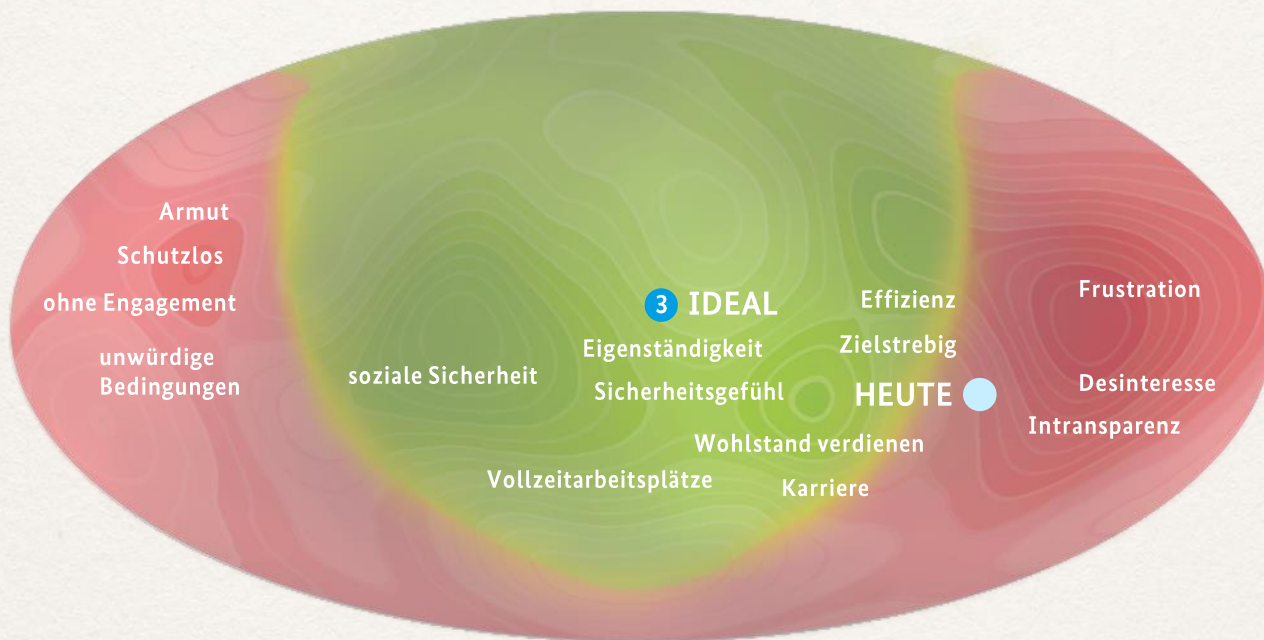 Armut
Schutzlos
ohne Engagement
unwürdige
Bedingungen
soziale Sicherheit
3 IDEAL
Eigenständigkeit
Sicherheitsgefühl
Wohlstand verdienen
Vollzeitarbeitsplätze
Karriere
Effizienz
Zielstrebig
HEUTE
Frustration
Desinteresse
Intransparenz